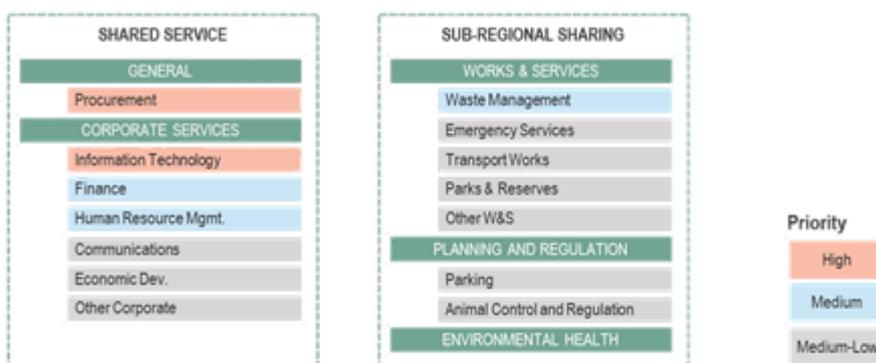 SHARED SERVICE
GENERAL
Procurement
CORPORATE SERVICES
Information Technology
Finance
Human Resource Mgmt.
Communications
Economic Dev.
Other Corporate
SUB-REGIONAL SHARING
WORKS & SERVICES
Waste Management
Emergency Services
Transport Works
Parks & Reserves
Other W&S
PLANNING AND REGULATION
Parking
Animal Control and Regulation
ENVIRONMENTAL HEALTH
Priority
High
Medium
Medium-Low